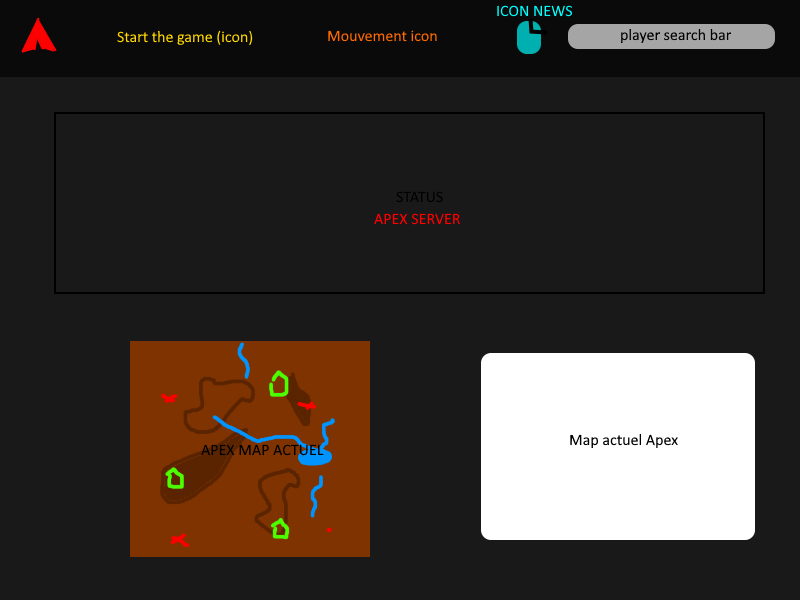 ICON NEWS
Start the game (icon)
Mouvement icon
player search bar
STATUS
APEX SERVER
APEX MAP ACTUEL
Map actuel Apex